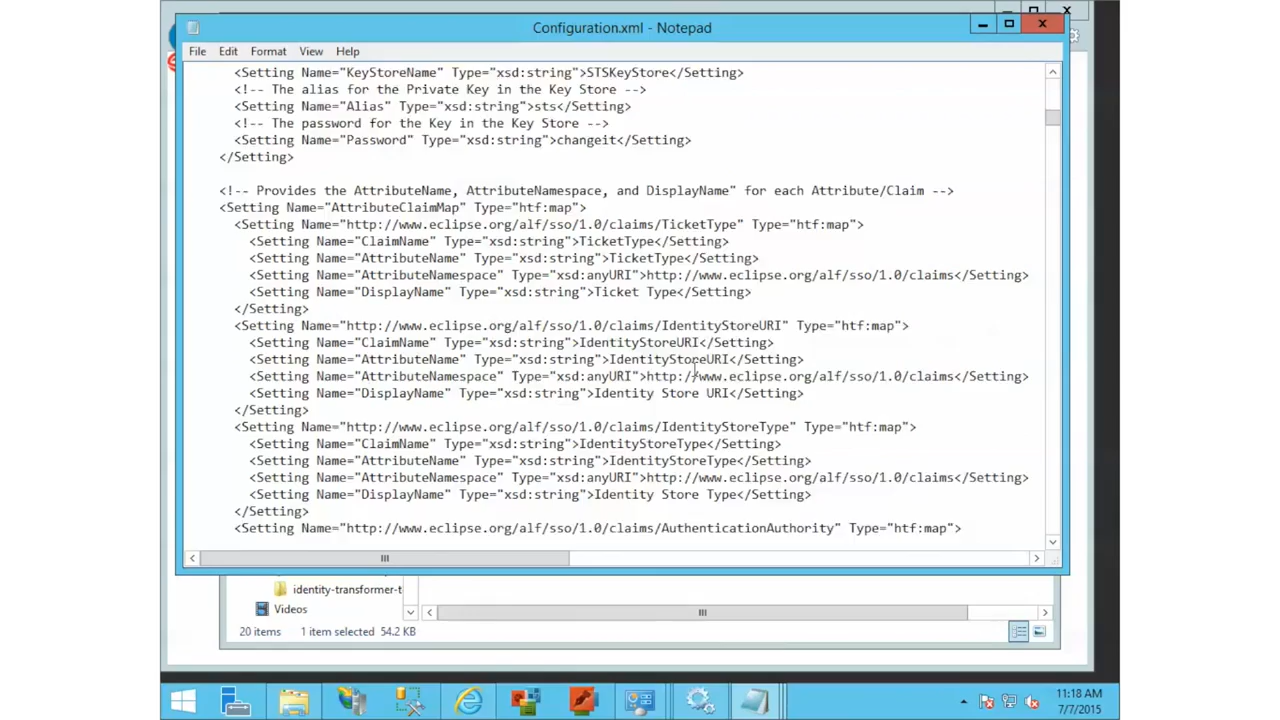 Configuration.xml - Notepad
File Edit Format View Help
<Setting Name="KeyStoreName" Type="xsd:string">STSKeyStore</Setting>
<!-- The alias for the Private Key in the Key Store -->
<Setting Name="Alias" Type="xsd:string">sts</Setting>
<!-- The password for the Key in the Key Store -->
<Setting Name="Password" Type="xsd:string">changeit</Setting>
</Setting>
<!-- Provides the AttributeName, AttributeNamespace, and DisplayName" for each Attribute/Claim -->
<Setting Name="AttributeClaimMap" Type="htf:map">
<Setting Name="http://www.eclipse.org/alf/sso/1.0/claims/TicketType" Type="htf:map">
<Setting Name="ClaimName" Type="xsd:string">TicketType</Setting>
<Setting Name="AttributeName" Type="xsd:string">TicketType</Setting>
<Setting Name="AttributeNamespace" Type="xsd:anyURI">http://www.eclipse.org/alf/sso/1.0/claims</Setting>
<Setting Name="DisplayName" Type="xsd:string">Ticket Type</Setting>
</Setting>
<Setting Name="http://www.eclipse.org/alf/sso/1.0/claims/IdentityStoreURI" Type="htf:map">
<Setting Name="ClaimName" Type="xsd:string">IdentityStoreURI</Setting>
<Setting Name="AttributeName" Type="xsd:string">IdentityStoreURI</Setting>
<Setting Name="AttributeNamespace" Type="xsd:anyURI">http://www.eclipse.org/alf/sso/1.0/claims</Setting>
<Setting Name="DisplayName" Type="xsd:string">Identity Store URI</Setting>
</Setting>
<Setting Name="http://www.eclipse.org/alf/sso/1.0/claims/IdentityStoreType" Type="htf:map">
<Setting Name="ClaimName" Type="xsd:string">IdentityStoreType</Setting>
<Setting Name="AttributeName" Type="xsd:string">IdentityStoreType</Setting>
<Setting Name="AttributeNamespace" Type="xsd:anyURI">http://www.eclipse.org/alf/sso/1.0/claims</Setting>
<Setting Name="DisplayName" Type="xsd:string">Identity Store Type</Setting>
</Setting>
<Setting Name="http://www.eclipse.org/alf/sso/1.0/claims/AuthenticationAuthority" Type="htf:map">
identity-transformer-t
Videos
20 items 1 item selected 54.2 KB
11:18 AM
7/7/2015